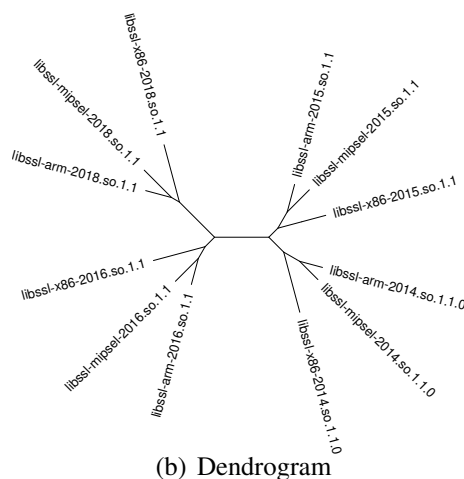 libssl-x86-2018.so.1.1
libssl-mipsel-2018.so.1.1
libssl-arm-2018.so.1.1
libssl-x86-2016.so.1.1
libssl-mipsel-2016.so.1.1
libssl-arm-2016.so.1.1
libssl-arm-2015.so.1.1
libssl-mipsel-2015.so.1.1
libssl-x86-2015.so.1.1
libssl-arm-2014.so.1.1.0
libssl-mipsel-2014.so.1.1.0
libssl-x86-2014.so.1.1.0
(b) Dendrogram